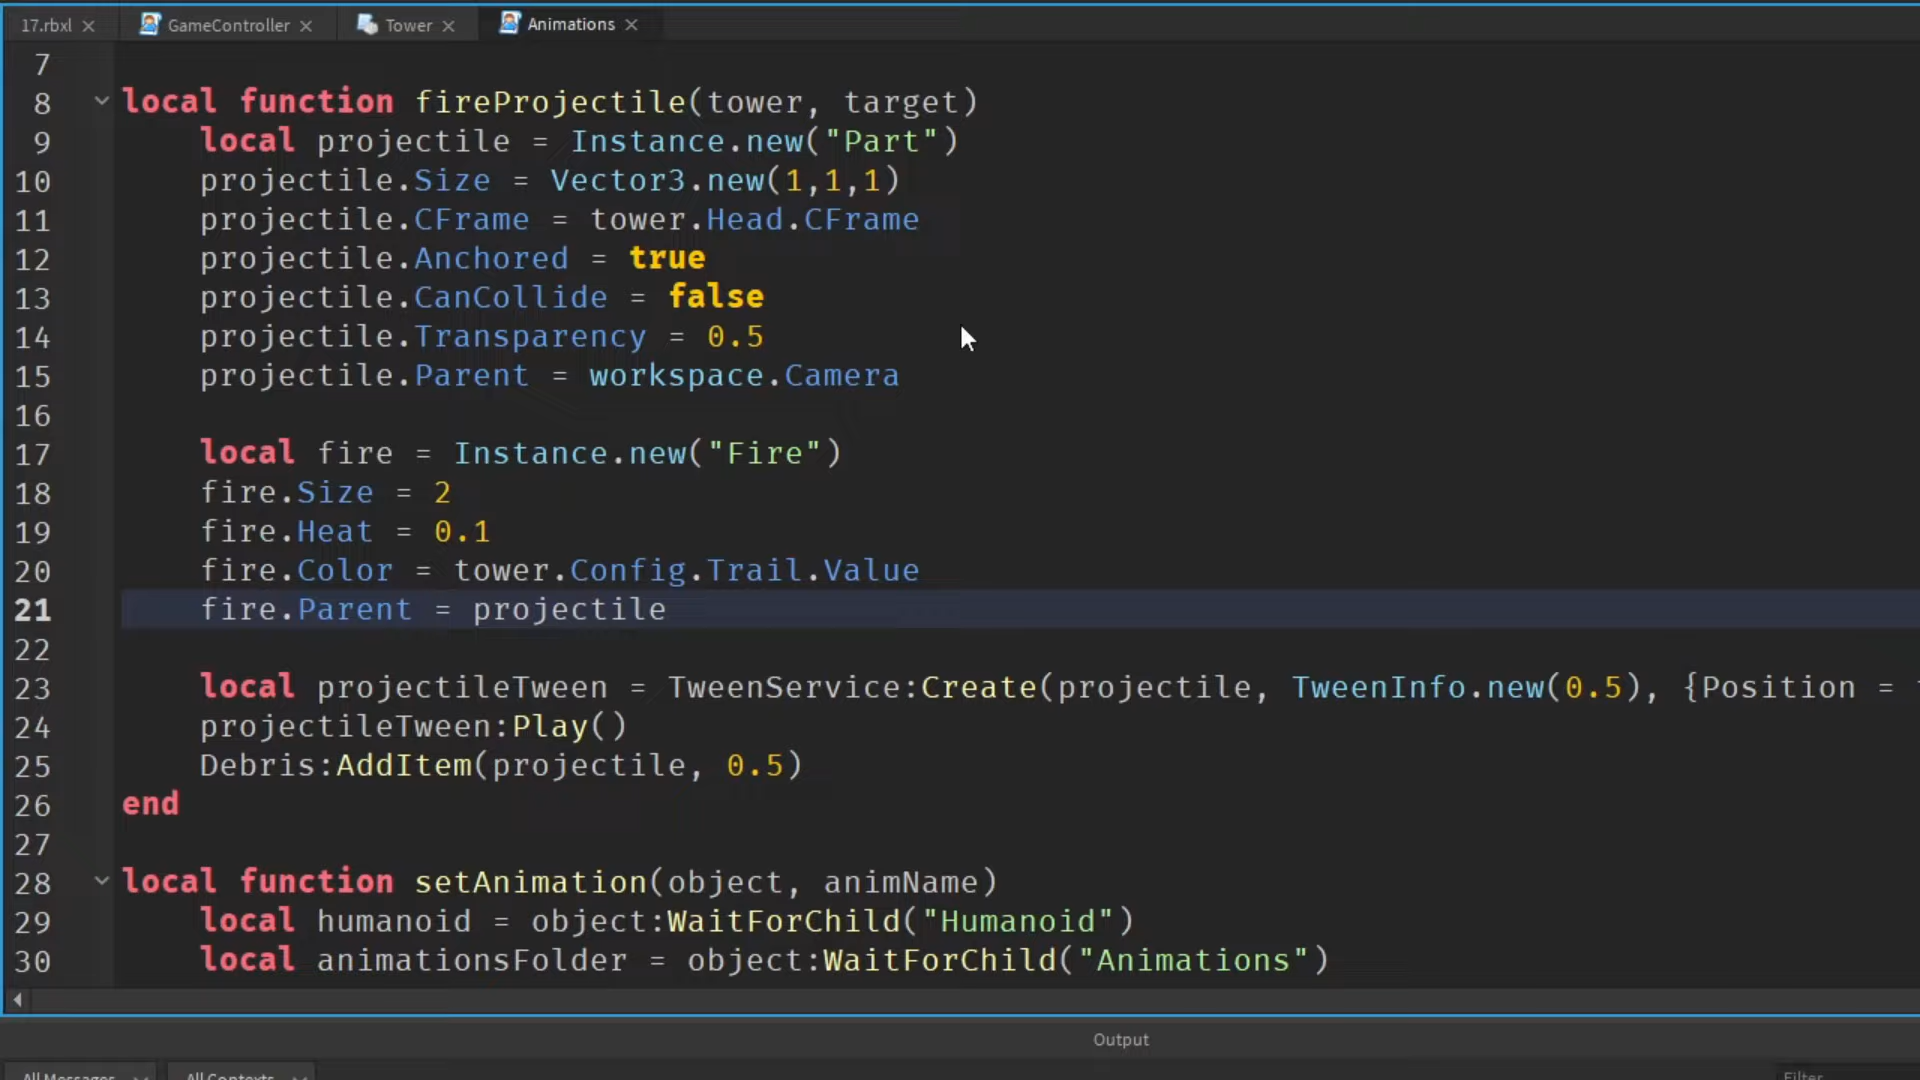 17.rbxl
GameController
Tower
Animations
7
8 local function fireProjectile(tower, target)
9 local projectile = Instance.new("Part")
10 projectile.Size = Vector3.new(1,1,1)
11 projectile.CFrame = tower.Head.CFrame
12 projectile.Anchored = true
13 projectile.CanCollide = false
14 projectile.Transparency = 0.5
15 projectile.Parent = workspace.Camera
16
17 local fire = Instance.new("Fire")
18 fire.Size = 2
19 fire.Heat = 0.1
20 fire.Color = tower.Config.Trail.Value
21 fire.Parent = projectile
22
23 local projectileTween = TweenService:Create(projectile, TweenInfo.new(0.5), {Position =
24 projectileTween:Play()
25 Debris:AddItem(projectile, 0.5)
26 end
27
28 local function setAnimation(object, animName)
29 local humanoid = object:WaitForChild("Humanoid")
30 local animationsFolder = object:WaitForChild("Animations")
Output
All Messages
All Contexts
Filter